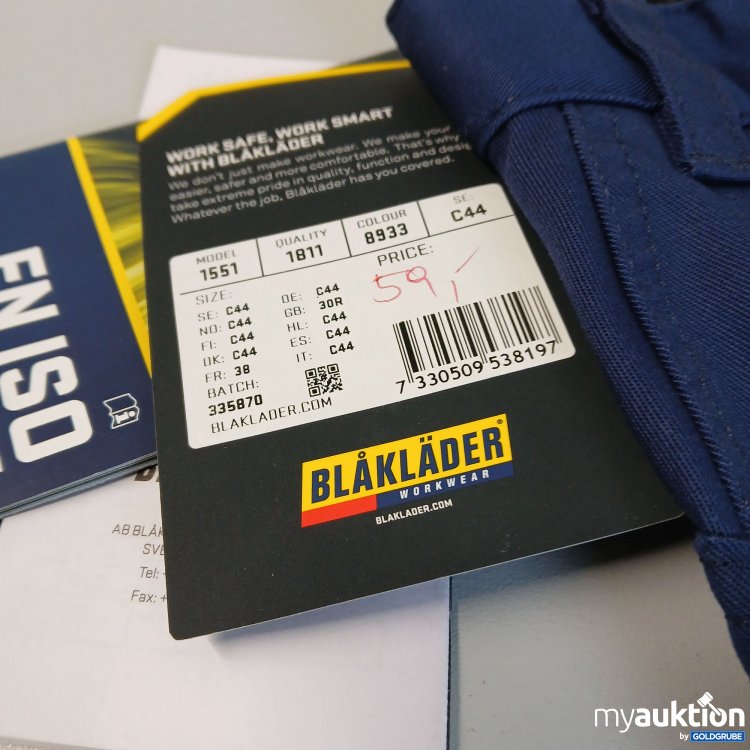 WORK SAFE, WORK SMART
WITH BLÅKLÄDER
We don't just make workwear. We make your
easier, safer and more comfortable. That's why
take extreme pride in quality, function and desig
Whatever the job, Blåkläder has you covered.
MODEL QUALITY COLOUR SE:
1551 1811 8933 C44
SIZE: PRICE:
59,-
SE: C44 DE: C44
NO: C44 GB: 30R
FI: C44 HL: C44
DK: C44 ES: C44
FR: 38 IT: C44
BATCH:
335870
BLAKLADER.COM
7 330509 538197
BLÅKLÄDER®
WORKWEAR
BLAKLADER.COM
EN ISO
AB BLÅK
SVE
Tel: +
Fax: +
myauktion
by GOLDGRUBE